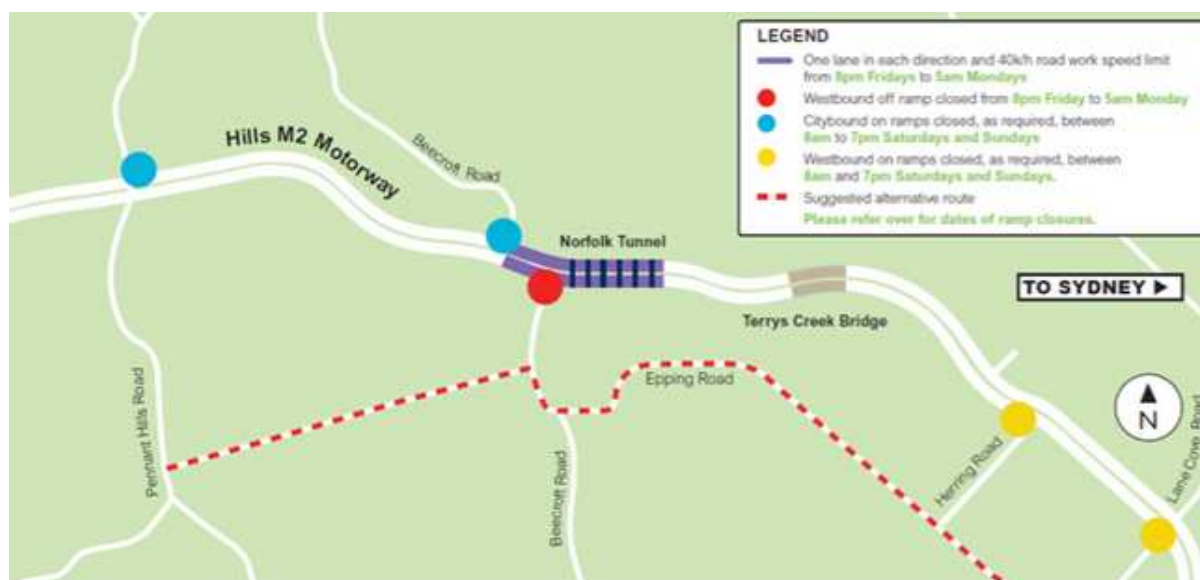 LEGEND
One lane in each direction and 40k/h road work speed limit
from 8pm Fridays to 5am Mondays
Westbound off ramp closed from 8pm Friday to 5am Monday
Citybound on ramps closed, as required, between
8am to 7pm Saturdays and Sundays
Westbound on ramps closed, as required, between
8am and 7pm Saturdays and Sundays.
Suggested alternative route
Please refer over for dates of ramp closures.
Hills M2 Motorway
Beecroft Road
Norfolk Tunnel
TO SYDNEY
Terrys Creek Bridge
Epping Road
Pennant Hills Road
Beecroft Road
Herring Road
Lane Cove Road
N